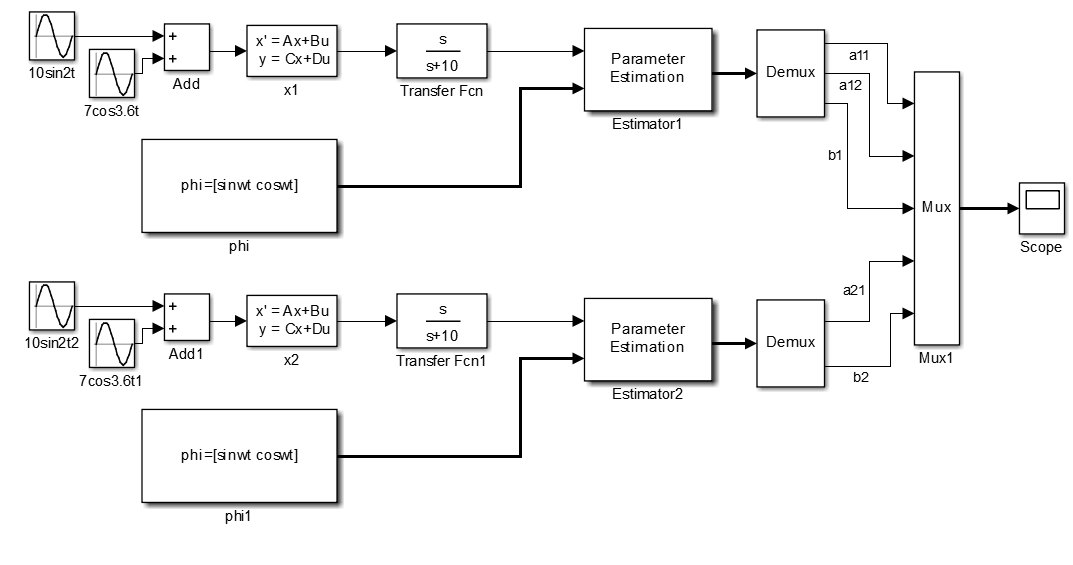 10sin2t
7cos3.6t
+
+
Add
x' = Ax+Bu
y = Cx+Du
x1
s
s+10
Transfer Fcn
Parameter
Estimation
Estimator1
Demux
a11
a12
b1
phi=[sinwt coswt]
phi
Mux
Mux1
Scope
10sin2t2
7cos3.6t1
+
+
Add1
x' = Ax+Bu
y = Cx+Du
x2
s
s+10
Transfer Fcn1
Parameter
Estimation
Estimator2
Demux
a21
b2
phi=[sinwt coswt]
phi1